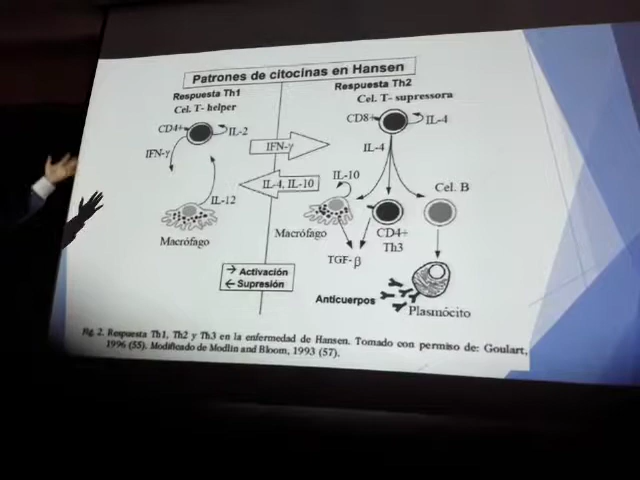 Patrones de citocinas en Hansen
Respuesta Th1
Cel. T- helper
CD4+
IL-2
IFN-γ
IL-12
Macrófago
IFN-γ
IL-4, IL-10
→ Activación
← Supresión
Respuesta Th2
Cel. T- supressora
CD8+
IL-4
IL-4
IL-10
Cel. B
Macrófago
CD4+
Th3
TGF-β
Anticuerpos
Plasmócito
Fig. 2. Respuesta Th1, Th2 y Th3 en la enfermedad de Hansen. Tomado con permiso de: Goulart,
1996 (55). Modificado de Modlin and Bloom, 1993 (57).